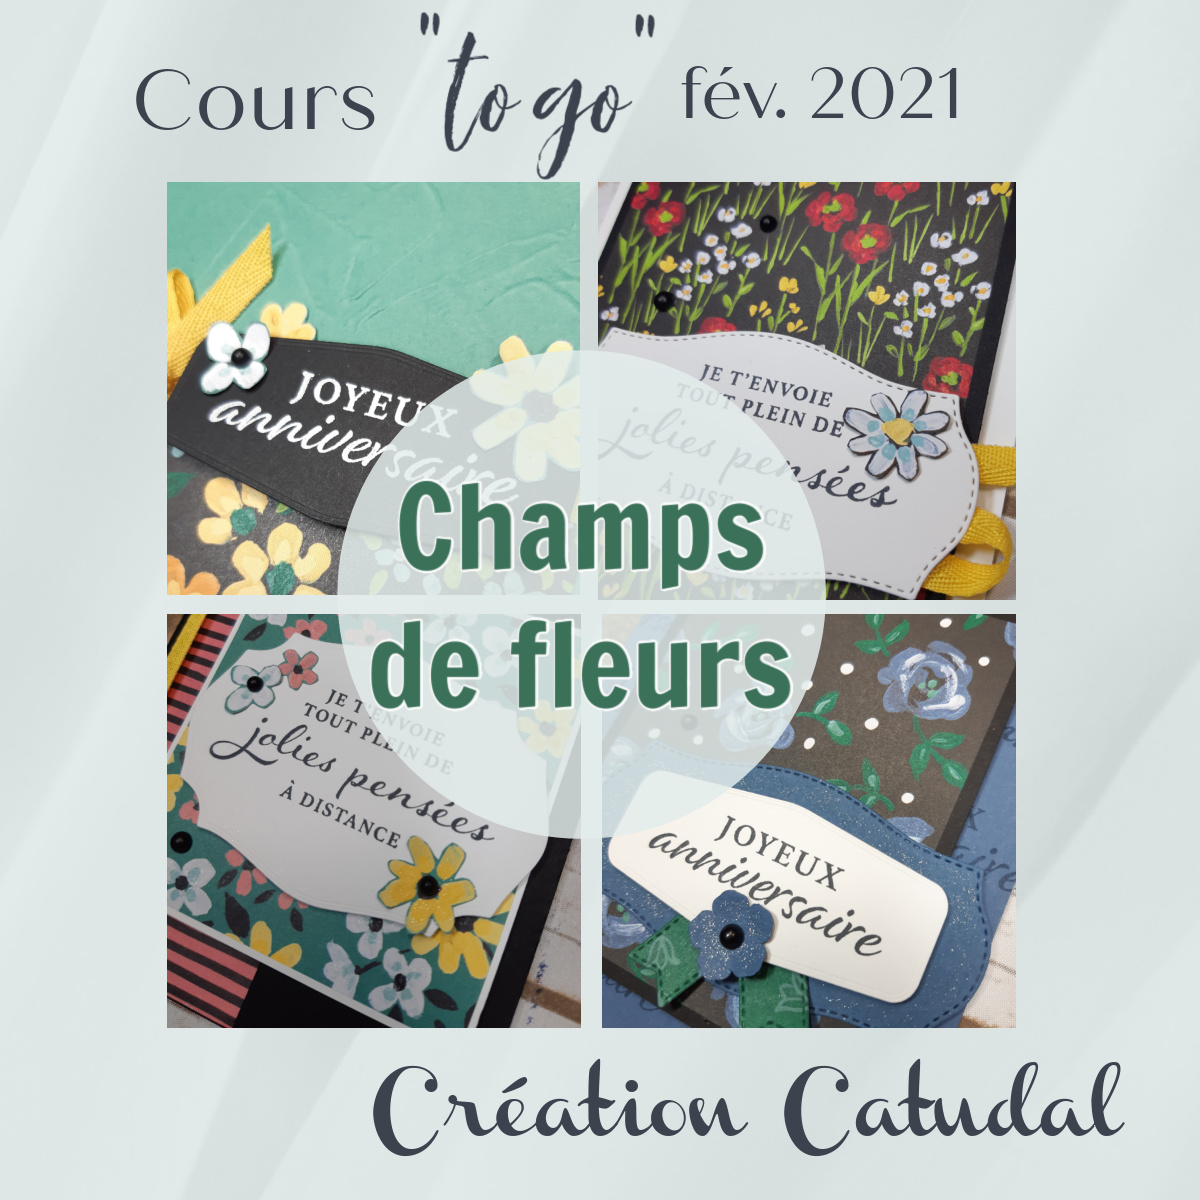 Cours "to go" fév. 2021
JOYEUX
anniversaire
JE T'ENVOIE
TOUT PLEIN DE
jolies pensées
À DISTANCE
Champs
de fleurs
JE T'ENVOIE
TOUT PLEIN DE
jolies pensées
À DISTANCE
JOYEUX
anniversaire
Création Catudal